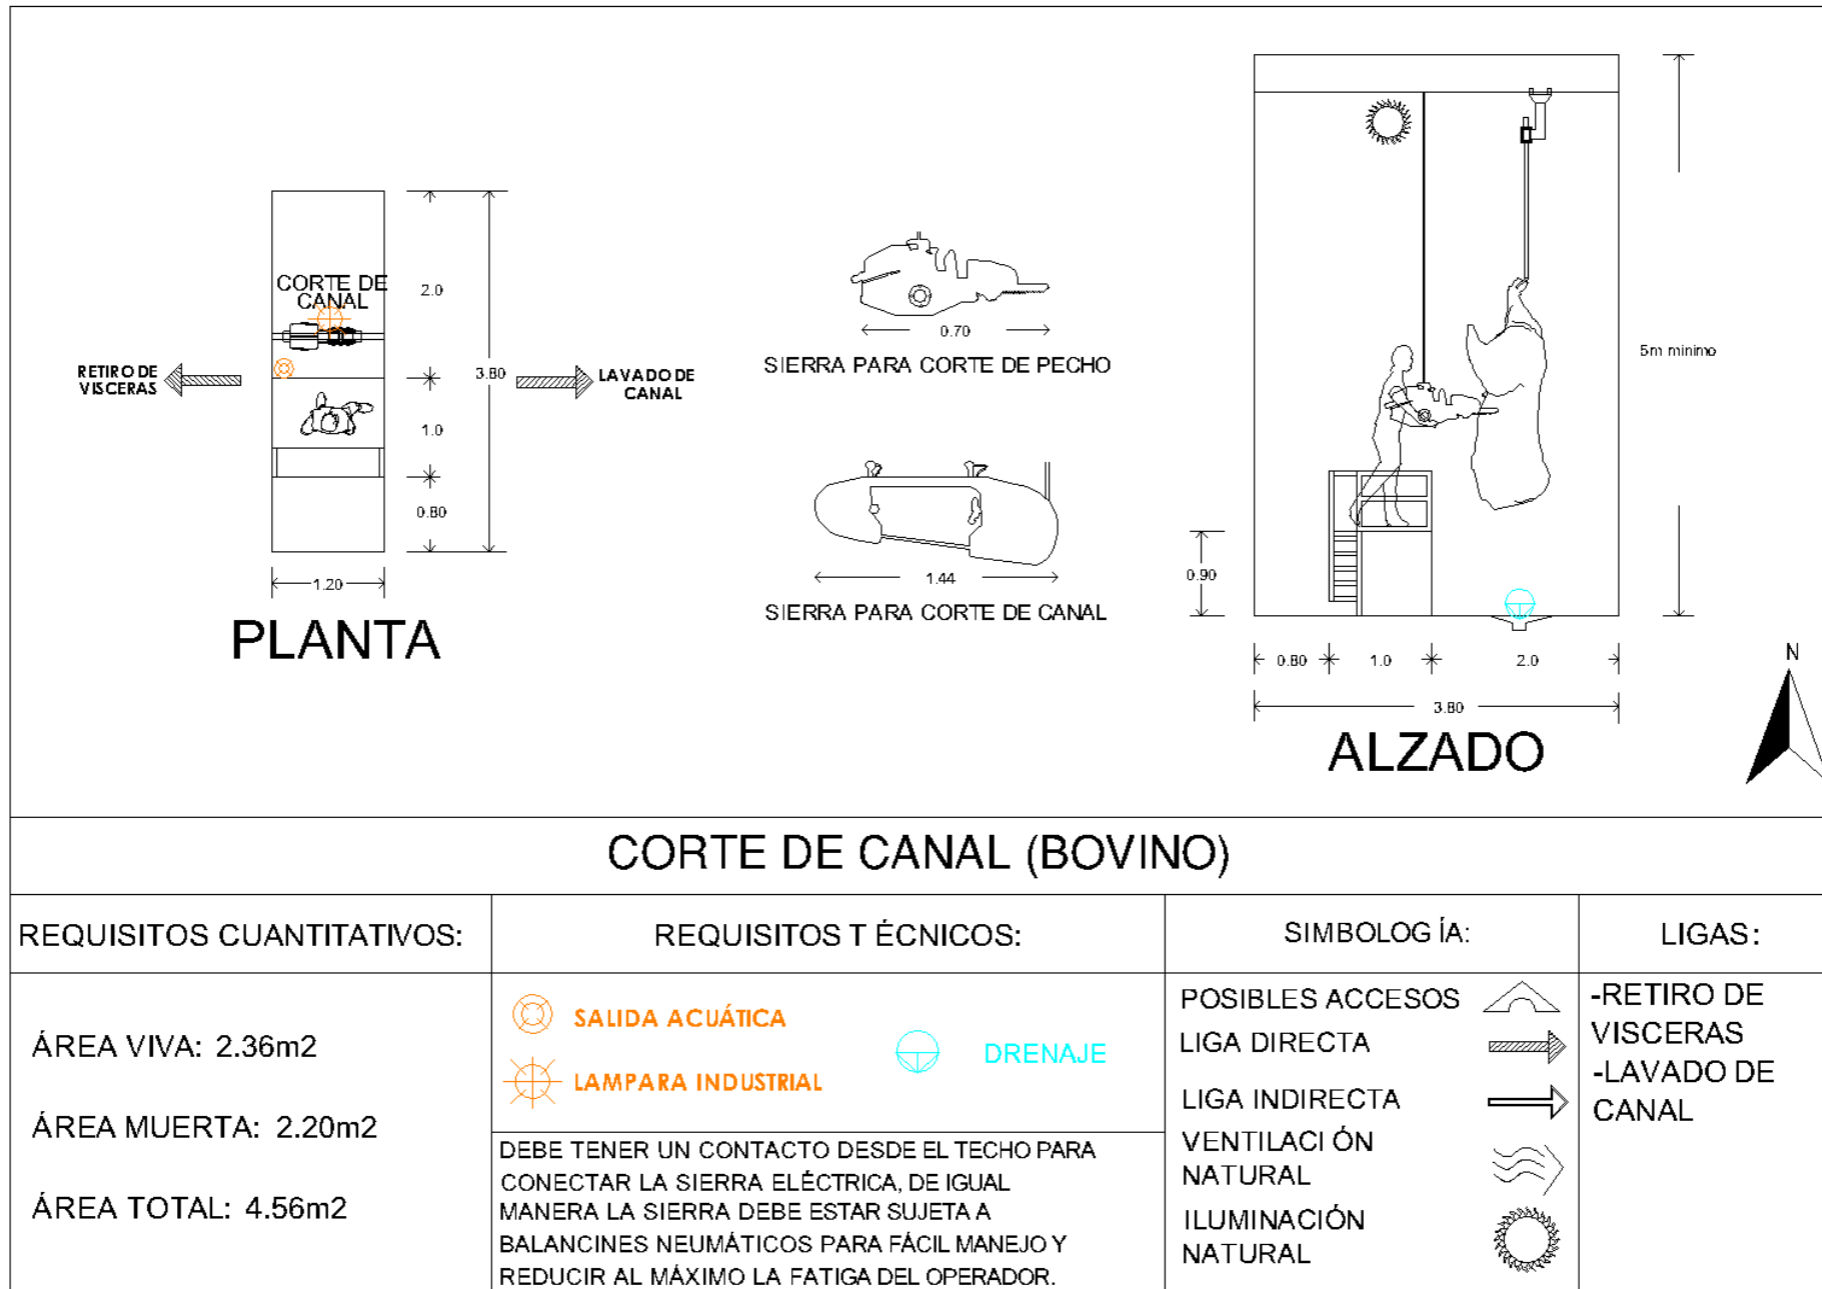 CORTE DE
CANAL
RETIRO DE
VISCERAS
LAVADO DE
CANAL
2.0
1.0
0.80
3.80
1.20
PLANTA
0.70
SIERRA PARA CORTE DE PECHO
1.44
SIERRA PARA CORTE DE CANAL
5m minimo
0.90
0.80
1.0
2.0
3.80
ALZADO
N
CORTE DE CANAL (BOVINO)
REQUISITOS CUANTITATIVOS:
ÁREA VIVA: 2.36m2
ÁREA MUERTA: 2.20m2
ÁREA TOTAL: 4.56m2
REQUISITOS T ÉCNICOS:
SALIDA ACUÁTICA
LAMPARA INDUSTRIAL
DRENAJE
DEBE TENER UN CONTACTO DESDE EL TECHO PARA
CONECTAR LA SIERRA ELÉCTRICA, DE IGUAL
MANERA LA SIERRA DEBE ESTAR SUJETA A
BALANCINES NEUMÁTICOS PARA FÁCIL MANEJO Y
REDUCIR AL MÁXIMO LA FATIGA DEL OPERADOR.
SIMBOLOG ÍA:
POSIBLES ACCESOS
LIGA DIRECTA
LIGA INDIRECTA
VENTILACI ÓN
NATURAL
ILUMINACIÓN
NATURAL
LIGAS:
-RETIRO DE
VISCERAS
-LAVADO DE
CANAL